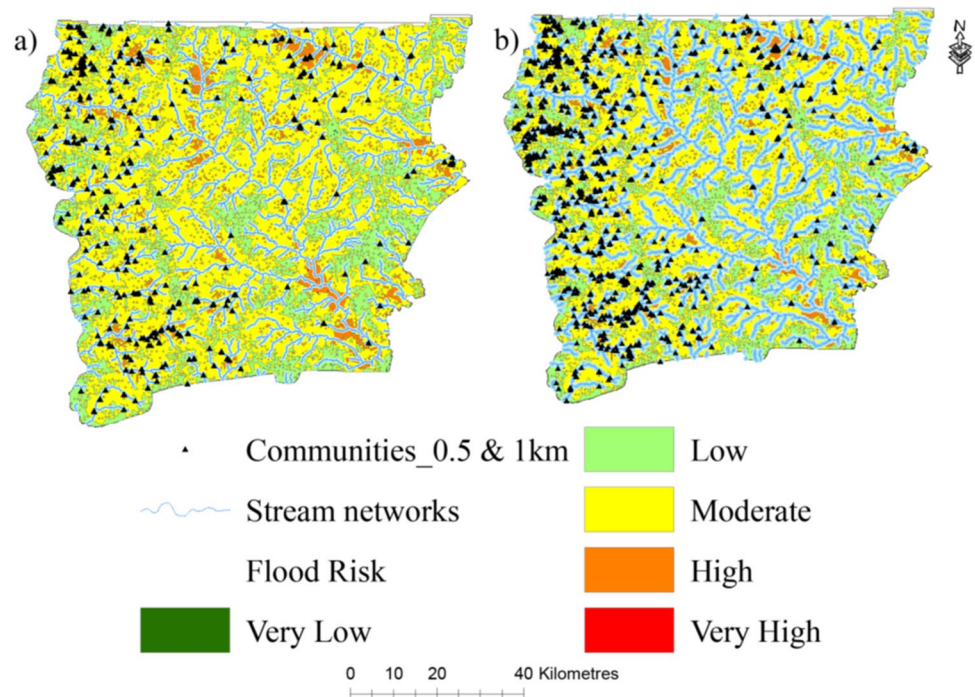 a)
b)
N
Communities_0.5 & 1km
Low
Stream networks
Moderate
Flood Risk
High
Very Low
Very High
0 10 20 40 Kilometres